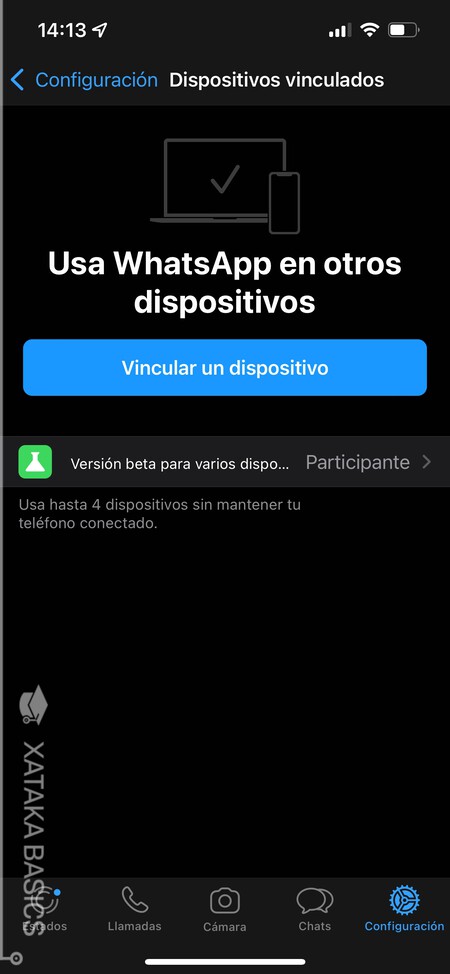 14:13
Configuración Dispositivos vinculados
Usa WhatsApp en otros
dispositivos
Vincular un dispositivo
Versión beta para varios dispo... Participante
Usa hasta 4 dispositivos sin mantener tu
teléfono conectado.
XATAKA BASICS
Estados Llamadas Cámara Chats Configuración